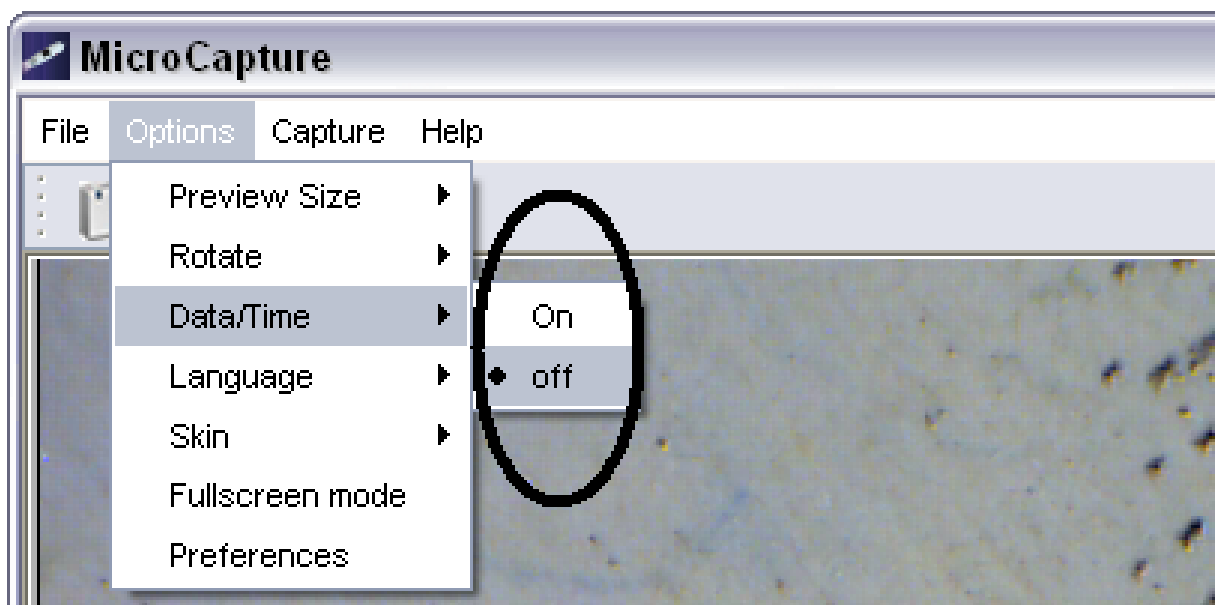 MicroCapture
File Options Capture Help
Preview Size
Rotate
Data/Time
On
off
Language
Skin
Fullscreen mode
Preferences